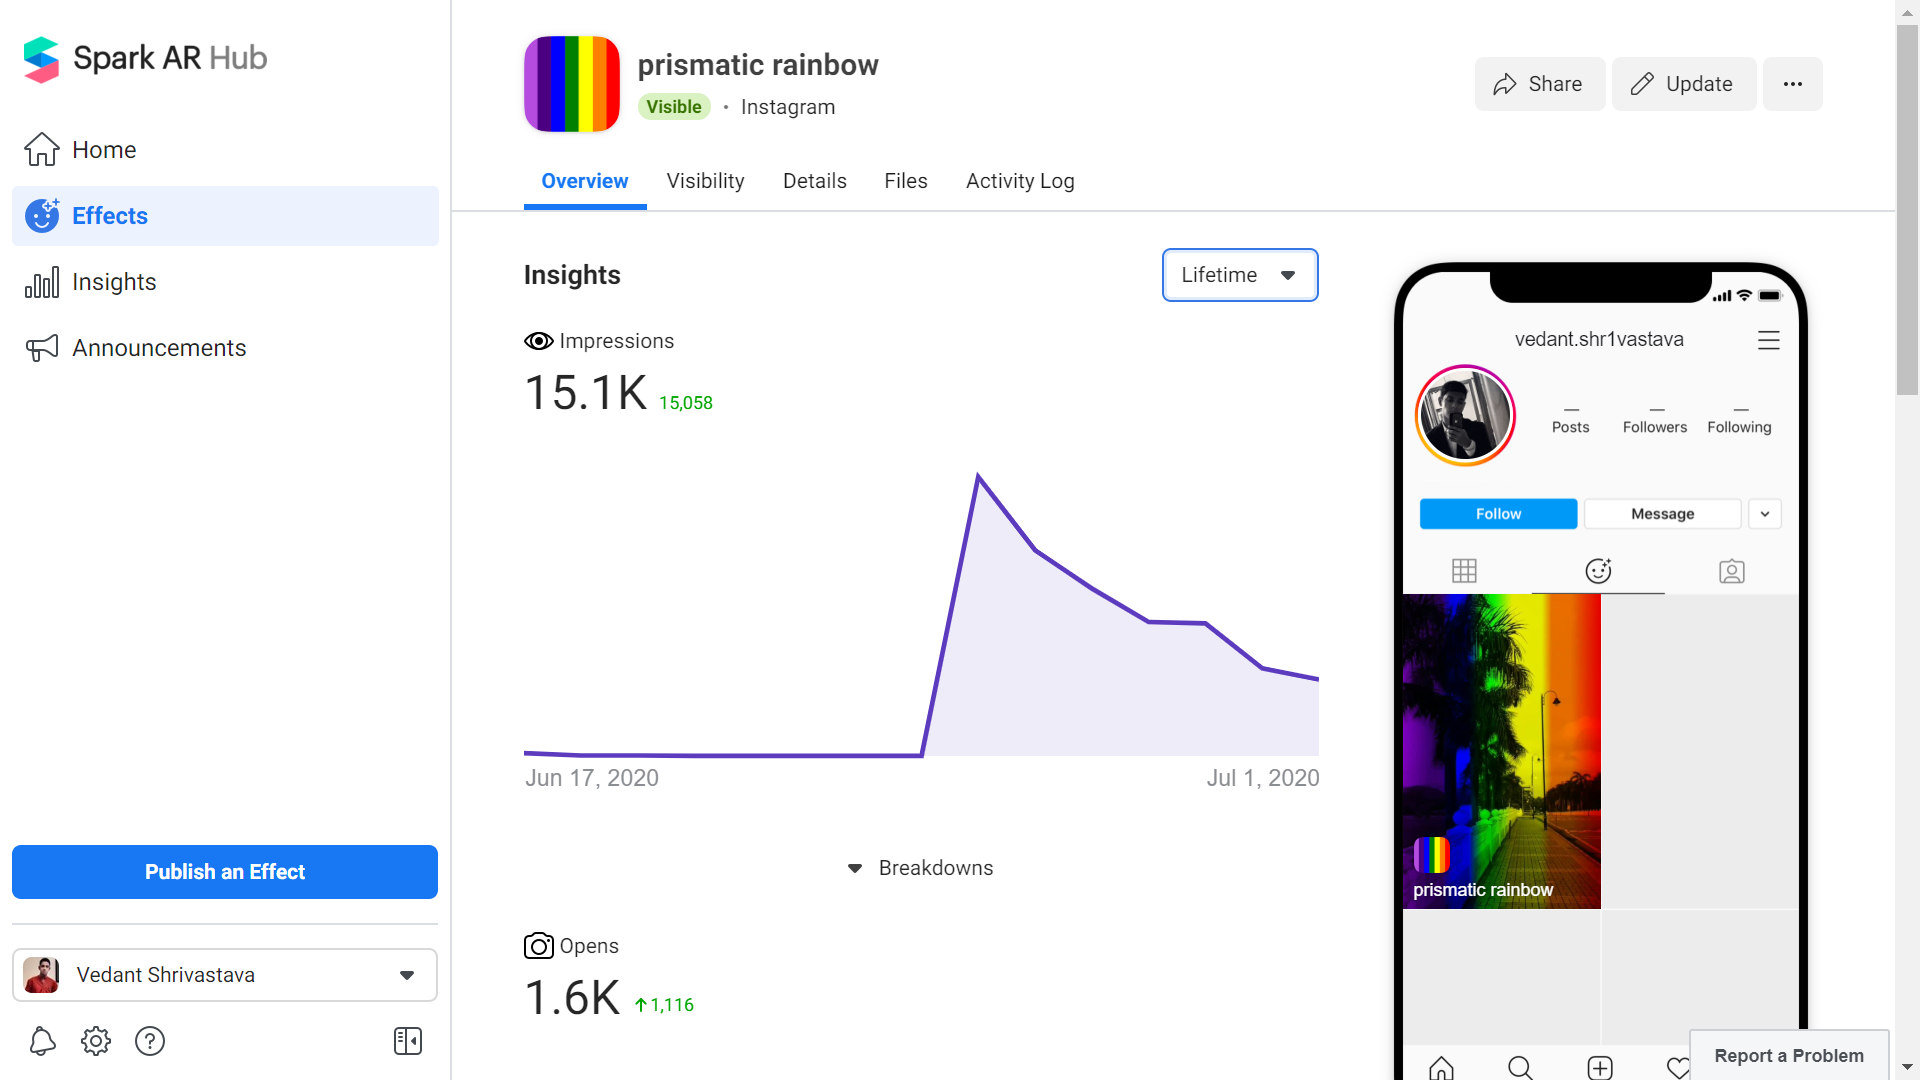 Spark AR Hub
Home
Effects
Insights
Announcements
Publish an Effect
Vedant Shrivastava
prismatic rainbow
Visible • Instagram
Share
Update
Overview
Visibility
Details
Files
Activity Log
Insights
Lifetime
Impressions
15.1K 15,058
Jun 17, 2020
Jul 1, 2020
Breakdowns
Opens
1.6K 1,116
vedant.shr1vastava
Posts
Followers
Following
Follow
Message
prismatic rainbow
Report a Problem